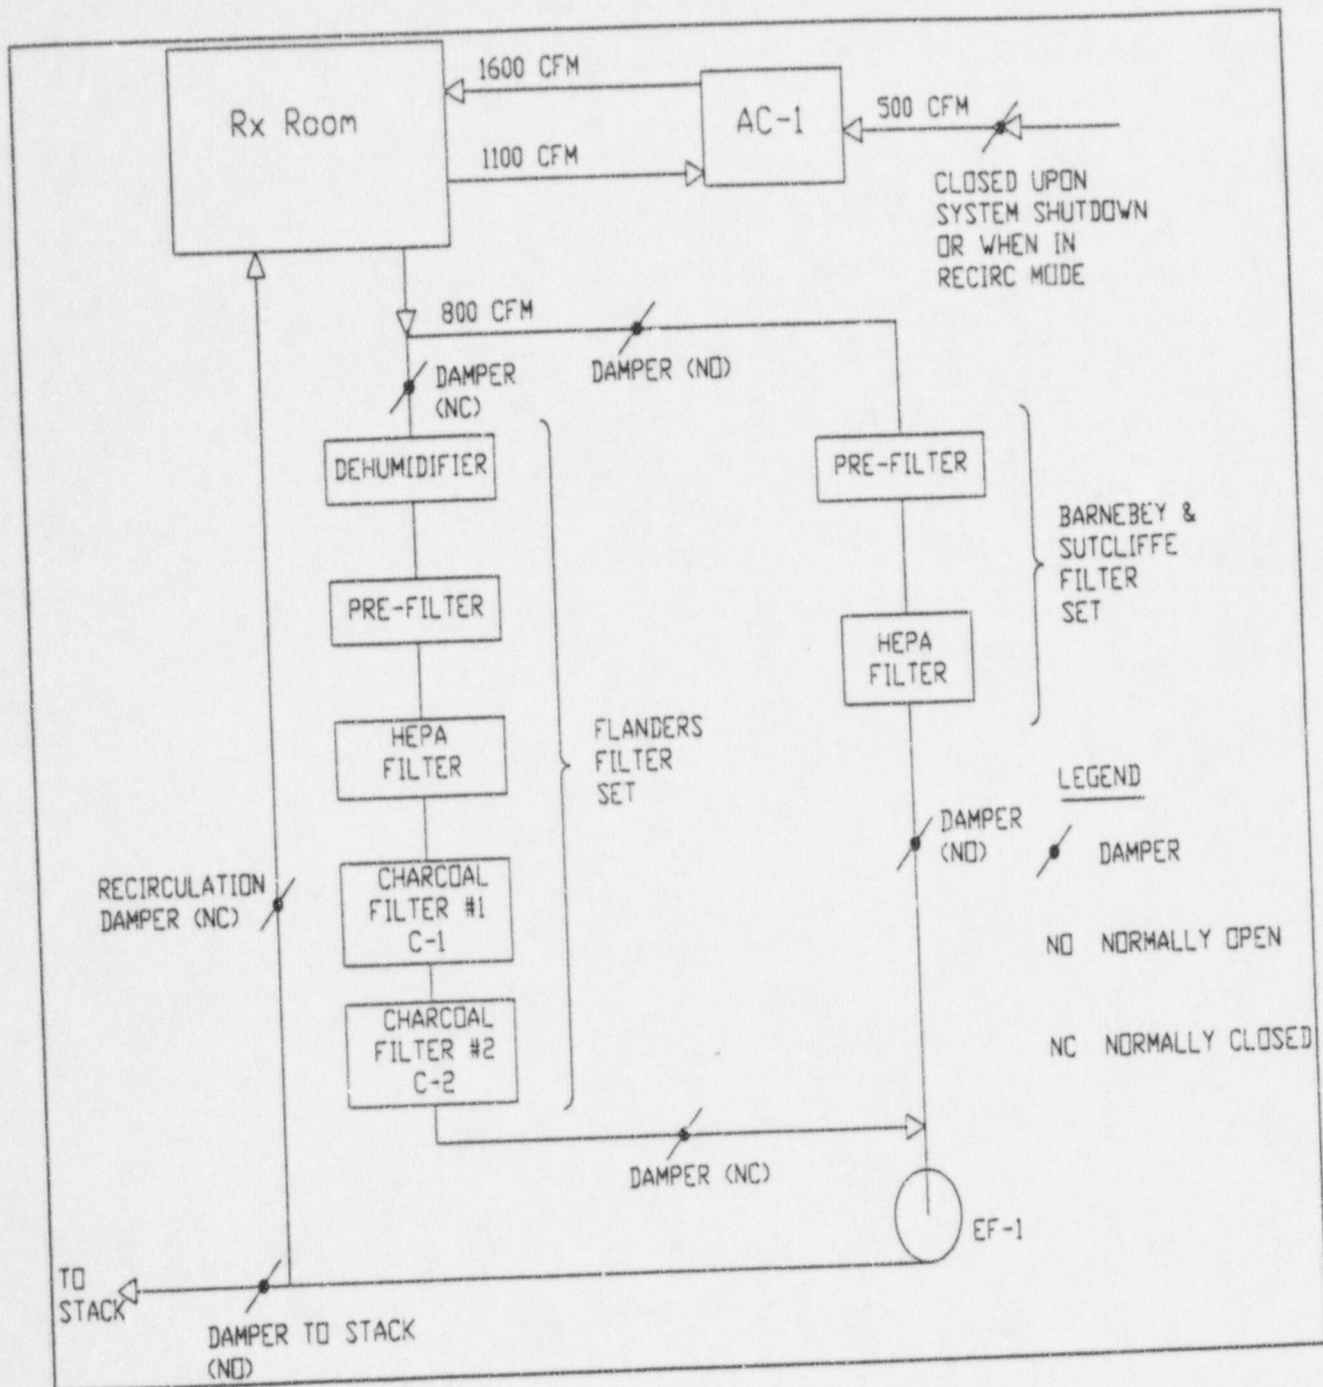 Rx Room
1600 CFM
1100 CFM
AC-1
500 CFM
CLOSED UPON
SYSTEM SHUTDOWN
OR WHEN IN
RECIRC MODE
800 CFM
DAMPER (NO)
DAMPER
(NC)
DEHUMIDIFIER
PRE-FILTER
HEPA
FILTER
CHARCOAL
FILTER #1
C-1
CHARCOAL
FILTER #2
C-2
FLANDERS
FILTER
SET
PRE-FILTER
HEPA
FILTER
BARNEBEY &
SUTCLIFFE
FILTER
SET
DAMPER
(NO)
LEGEND
DAMPER
NO NORMALLY OPEN
NC NORMALLY CLOSED
RECIRCULATION
DAMPER (NC)
DAMPER (NC)
EF-1
TO
STACK
DAMPER TO STACK
(NO)